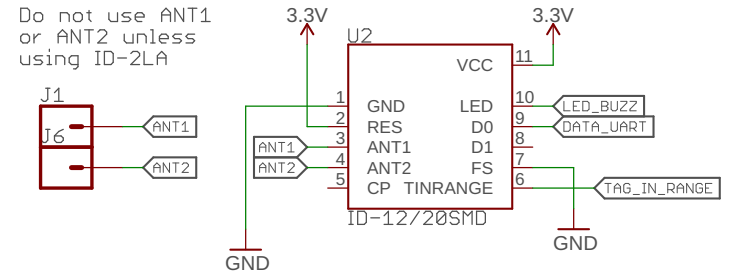 Do not use ANT1
or ANT2 unless
using ID-2LA
J1
ANT1
J6
ANT2
3.3V
3.3V
U2
VCC 11
1 GND LED 10 LED_BUZZ
2 RES D0 9 DATA_UART
ANT1 3 ANT1 D1 8
ANT2 4 ANT2 FS 7
5 CP TINRANGE 6 TAG_IN_RANGE
ID-12/20SMD
GND
GND